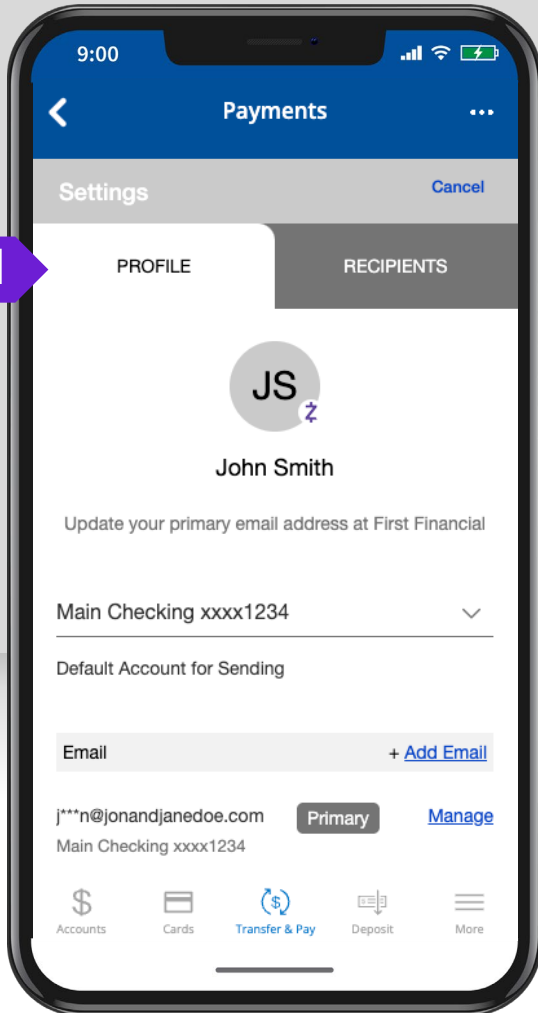 9:00
Payments
Settings
Cancel
PROFILE
RECIPIENTS
JS
John Smith
Update your primary email address at First Financial
Main Checking xxxx1234
Default Account for Sending
Email
+ Add Email
j***n@jonandjanedoe.com
Primary
Manage
Main Checking xxxx1234
Accounts
Cards
Transfer & Pay
Deposit
More